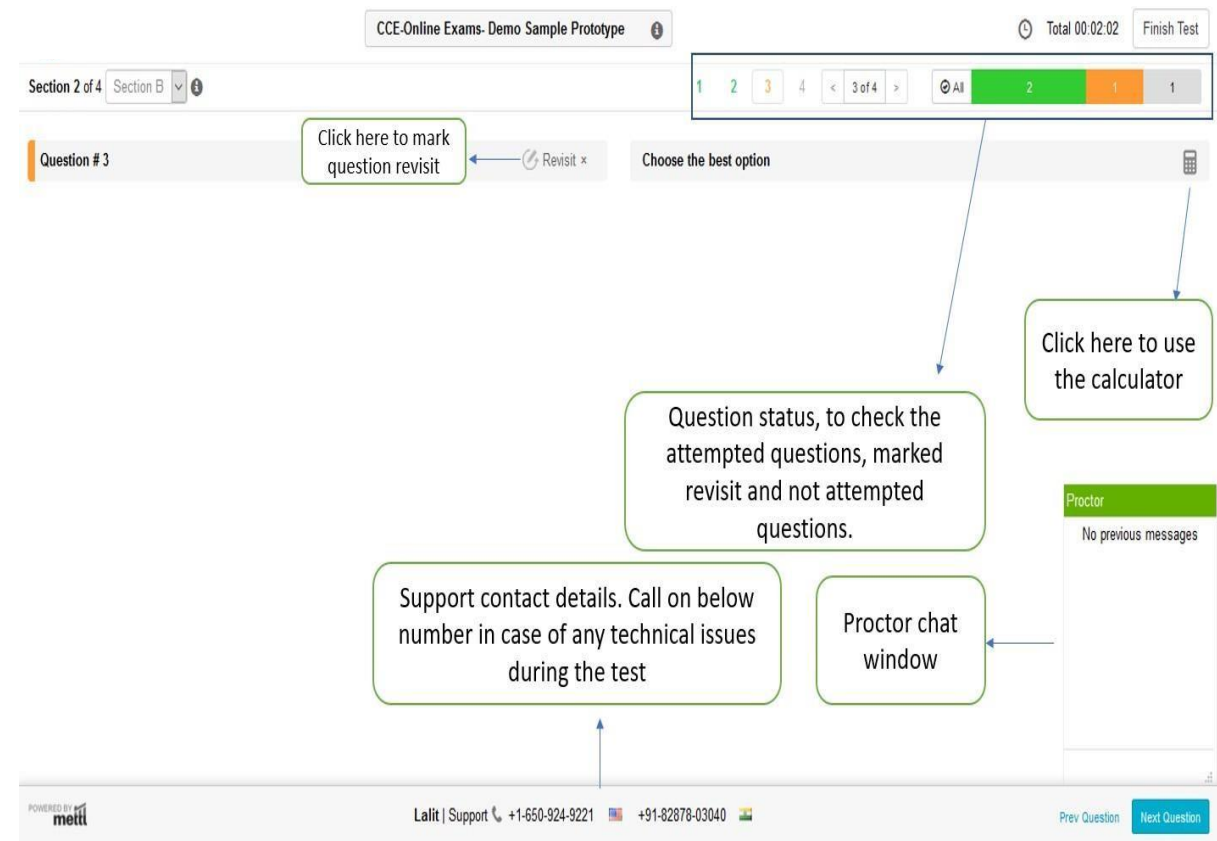 CCE-Online Exams- Demo Sample Prototype
Total 00:02:02 Finish Test
Section 2 of 4 Section B
1 2 3 4 < 3 of 4 > All 2 1 1
Question # 3
Click here to mark
question revisit
Revisit ×
Choose the best option
Click here to use
the calculator
Question status, to check the
attempted questions, marked
revisit and not attempted
questions.
Proctor
No previous messages
Support contact details. Call on below
number in case of any technical issues
during the test
Proctor chat
window
POWERED BY
mettl
Lalit | Support +1-650-924-9221 +91-82878-03040
Prev Question Next Question